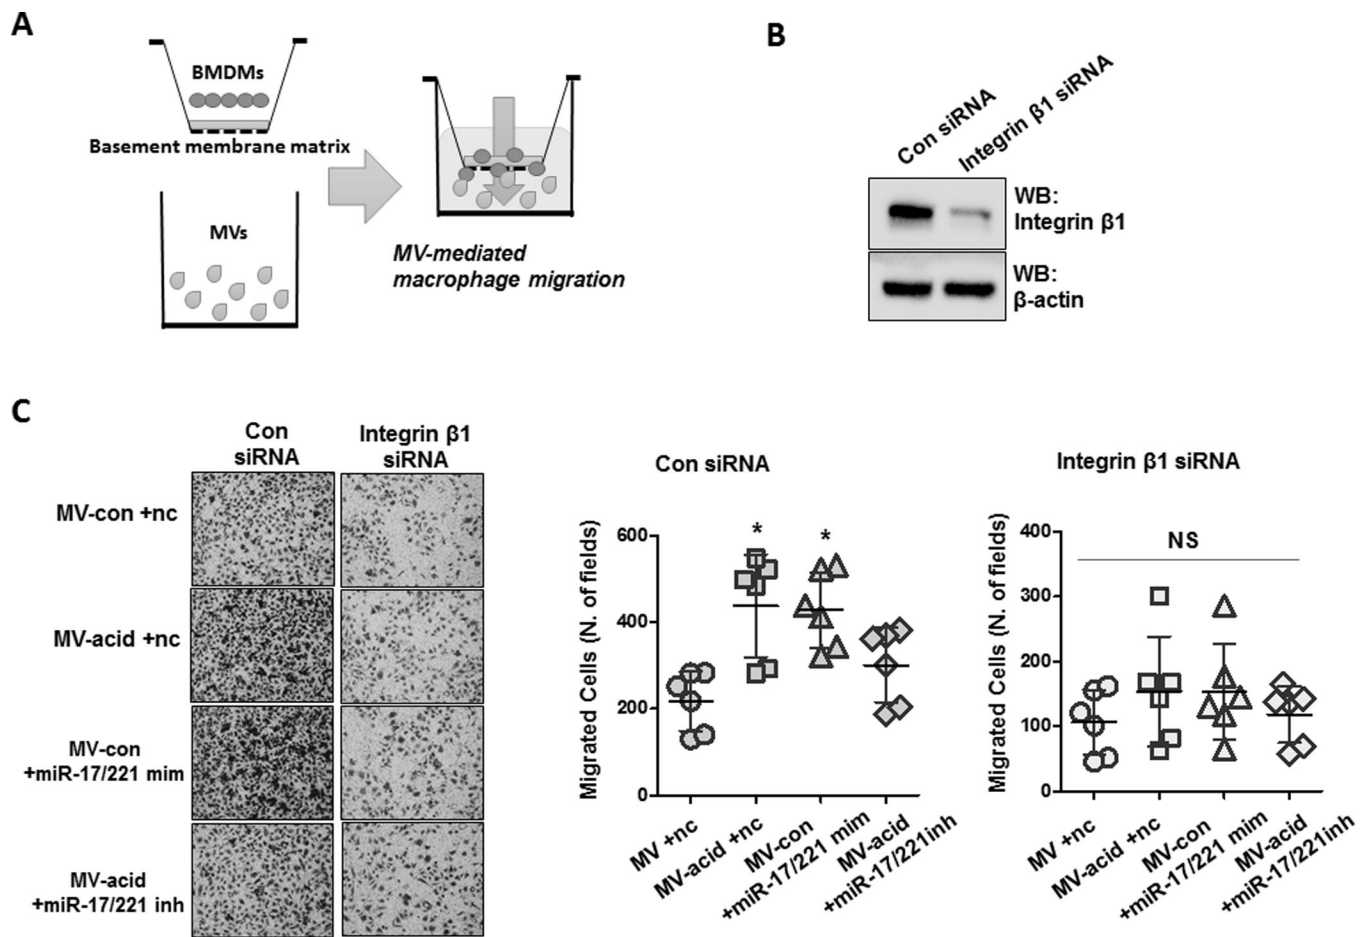 A
BMDMs
Basement membrane matrix
MVs
MV-mediated
macrophage migration
B
Con siRNA
Integrin β1 siRNA
WB:
Integrin β1
WB:
β-actin
C
Con
siRNA
Integrin β1
siRNA
MV-con +nc
MV-acid +nc
MV-con
+miR-17/221 mim
MV-acid
+miR-17/221 inh
Con siRNA
Migrated Cells (N. of fields)
600
400
200
0
*
*
MV +nc
MV-acid +nc
MV-con
+miR-17/221 mim
MV-acid
+miR-17/221inh
Integrin β1 siRNA
Migrated Cells (N. of fields)
400
300
200
100
0
NS
MV +nc
MV-acid +nc
MV-con
+miR-17/221 mim
MV-acid
+miR-17/221inh